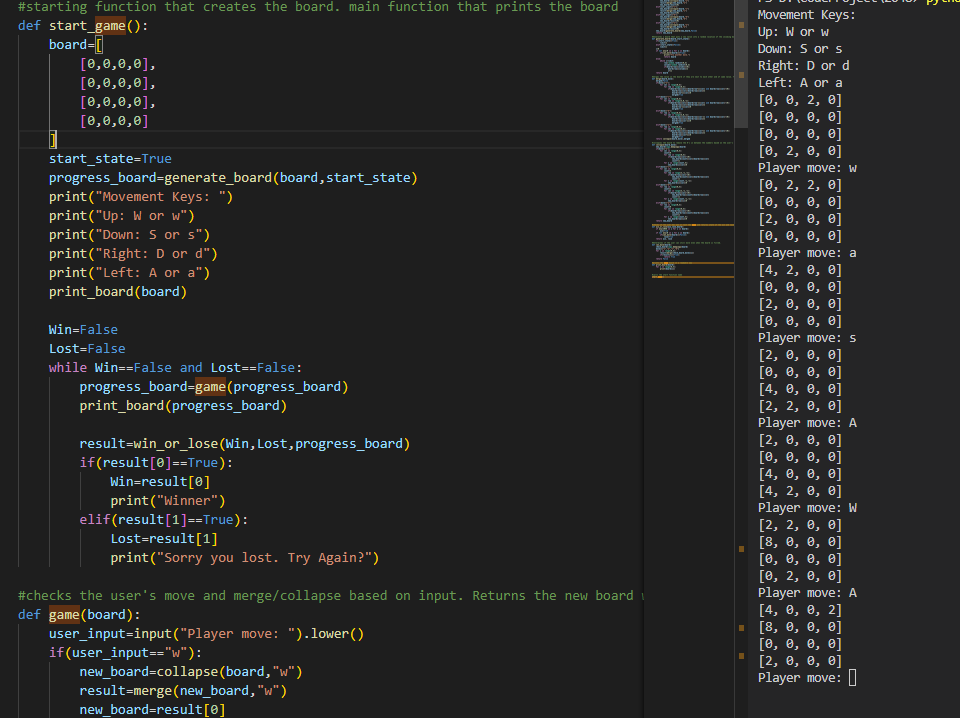 #starting function that creates the board. main function that prints the board
def start_game():
board=[
[0,0,0,0],
[0,0,0,0],
[0,0,0,0],
[0,0,0,0]
]
start_state=True
progress_board=generate_board(board,start_state)
print("Movement Keys: ")
print("Up: W or w")
print("Down: S or s")
print("Right: D or d")
print("Left: A or a")
print_board(board)
Win=False
Lost=False
while Win==False and Lost==False:
progress_board=game(progress_board)
print_board(progress_board)
result=win_or_lose(Win,Lost,progress_board)
if(result[0]==True):
Win=result[0]
print("Winner")
elif(result[1]==True):
Lost=result[1]
print("Sorry you lost. Try Again?")
#checks the user's move and merge/collapse based on input. Returns the new board
def game(board):
user_input=input("Player move: ").lower()
if(user_input=="w"):
new_board=collapse(board,"w")
result=merge(new_board,"w")
new_board=result[0]
Movement Keys:
Up: W or w
Down: S or s
Right: D or d
Left: A or a
[0, 0, 2, 0]
[0, 0, 0, 0]
[0, 0, 0, 0]
[0, 2, 0, 0]
Player move: w
[0, 2, 2, 0]
[0, 0, 0, 0]
[2, 0, 0, 0]
[0, 0, 0, 0]
Player move: a
[4, 2, 0, 0]
[0, 0, 0, 0]
[2, 0, 0, 0]
[0, 0, 0, 0]
Player move: s
[2, 0, 0, 0]
[0, 0, 0, 0]
[4, 0, 0, 0]
[2, 2, 0, 0]
Player move: A
[2, 0, 0, 0]
[0, 0, 0, 0]
[4, 0, 0, 0]
[4, 2, 0, 0]
Player move: W
[2, 2, 0, 0]
[8, 0, 0, 0]
[0, 0, 0, 0]
[0, 2, 0, 0]
Player move: A
[4, 0, 0, 2]
[8, 0, 0, 0]
[0, 0, 0, 0]
[2, 0, 0, 0]
Player move: